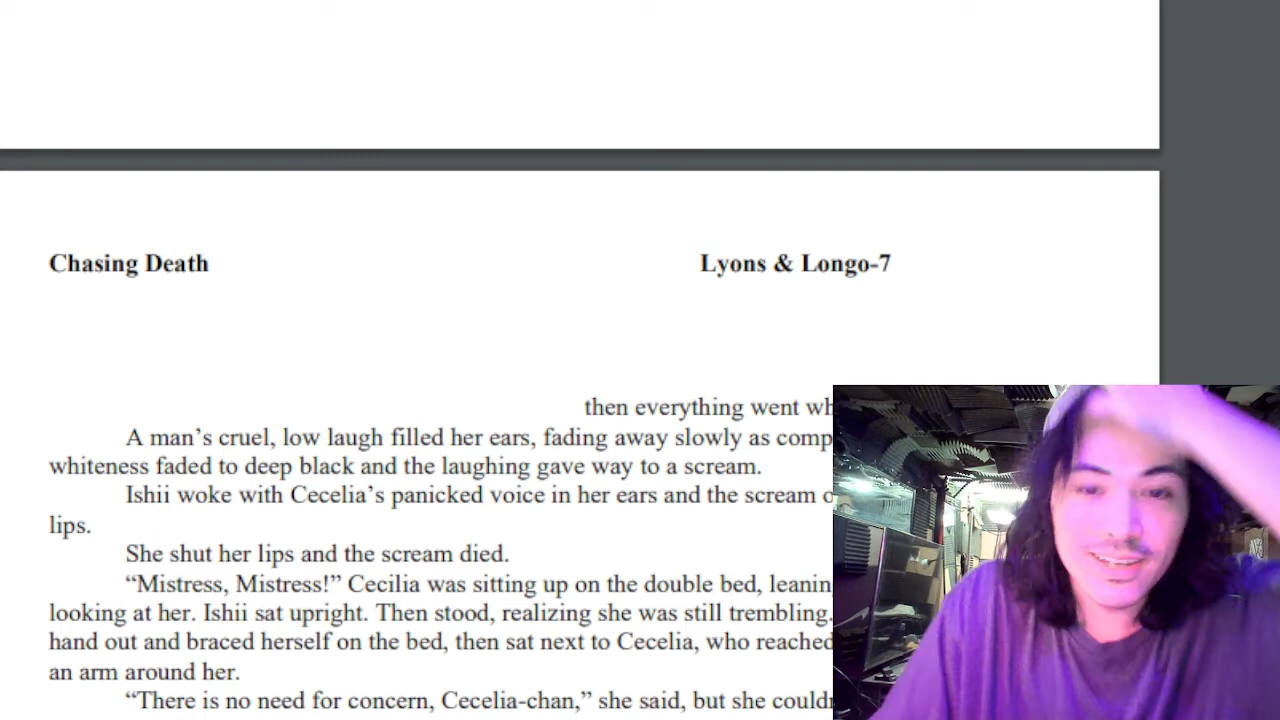 Chasing Death Lyons & Longo-7
then everything went
A man’s cruel, low laugh filled her ears, fading away slowly as
whiteness faded to deep black and the laughing gave way to a scream.
Ishii woke with Cecelia’s panicked voice in her ears and the scream
lips.
She shut her lips and the scream died.
“Mistress, Mistress!” Cecilia was sitting up on the double bed,
looking at her. Ishii sat upright. Then stood, realizing she was still trembling.
hand out and braced herself on the bed, then sat next to Cecelia, who reached
an arm around her.
“There is no need for concern, Cecelia-chan,” she said, but she